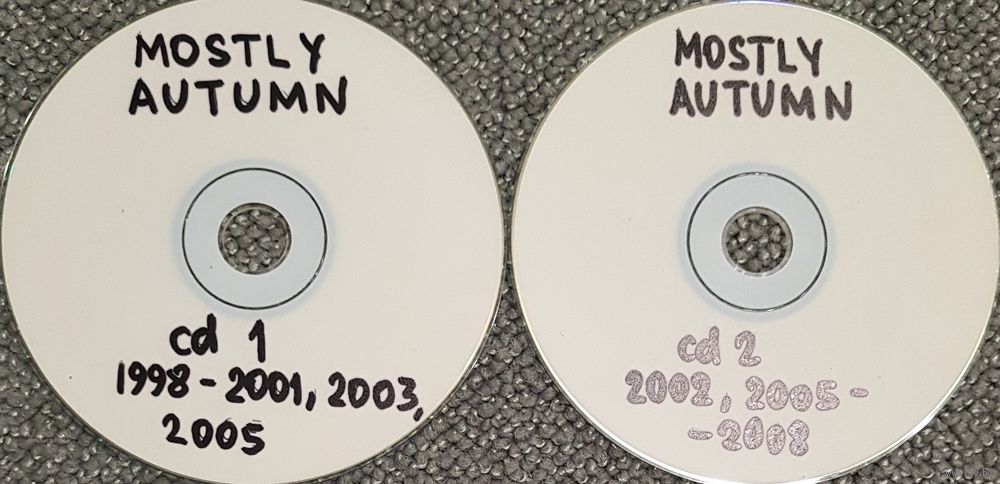 MOSTLY
AUTUMN
cd 1
1998 - 2001, 2003,
2005
MOSTLY
AUTUMN
cd 2
2002, 2005 -
- 2008